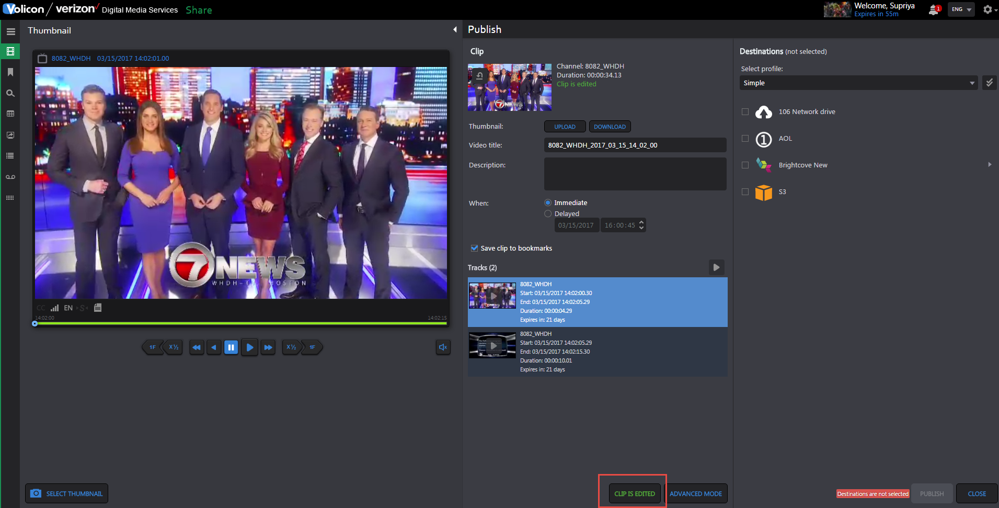 Volicon verizon✓ Digital Media Services Share
Welcome, Supriya
Expires in 55m
1
ENG
Thumbnail
8082_WHDH 03/15/2017 14:02:01.00
7NEWS
WHDH-TV BOSTON
CC EN S
14:02:00 14:02:15
1F X½ X½ 1F
SELECT THUMBNAIL
Publish
Clip
7NEWS
Channel: 8082_WHDH
Duration: 00:00:34.13
Clip is edited
Thumbnail: UPLOAD DOWNLOAD
Video title: 8082_WHDH_2017_03_15_14_02_00
Description:
When: Immediate
Delayed
03/15/2017 16:00:45
Save clip to bookmarks
Tracks (2)
8082_WHDH
Start: 03/15/2017 14:02:00.30
End: 03/15/2017 14:02:05.29
Duration: 00:00:04.29
Expires in: 21 days
8082_WHDH
Start: 03/15/2017 14:02:05.29
End: 03/15/2017 14:02:15.30
Duration: 00:00:10.01
Expires in: 21 days
CLIP IS EDITED ADVANCED MODE
Destinations (not selected)
Select profile:
Simple
106 Network drive
1 AOL
Brightcove New
S3
Destinations are not selected PUBLISH CLOSE